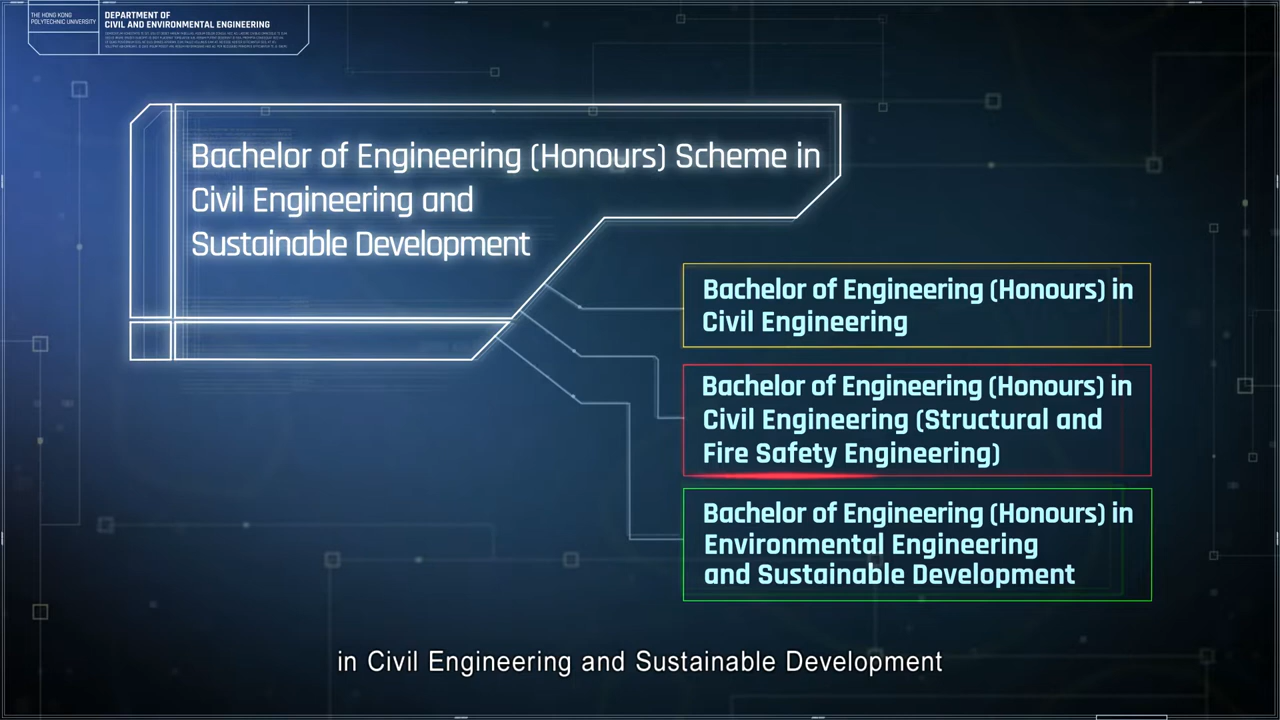 THE HONG KONG
POLYTECHNIC UNIVERSITY
DEPARTMENT OF
CIVIL AND ENVIRONMENTAL ENGINEERING
Bachelor of Engineering (Honours) Scheme in
Civil Engineering and
Sustainable Development
Bachelor of Engineering (Honours) in
Civil Engineering
Bachelor of Engineering (Honours) in
Civil Engineering (Structural and
Fire Safety Engineering)
Bachelor of Engineering (Honours) in
Environmental Engineering
and Sustainable Development
in Civil Engineering and Sustainable Development